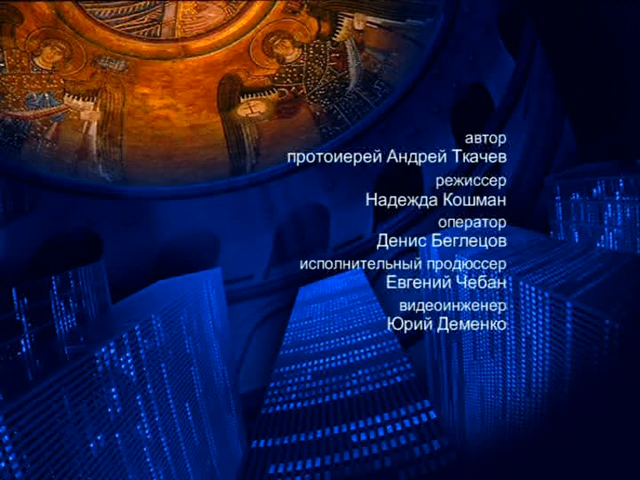 автор
протоиерей Андрей Ткачев
режиссер
Надежда Кошман
оператор
Денис Беглецов
исполнительный продюссер
Евгений Чебан
видеоинженер
Юрий Деменко